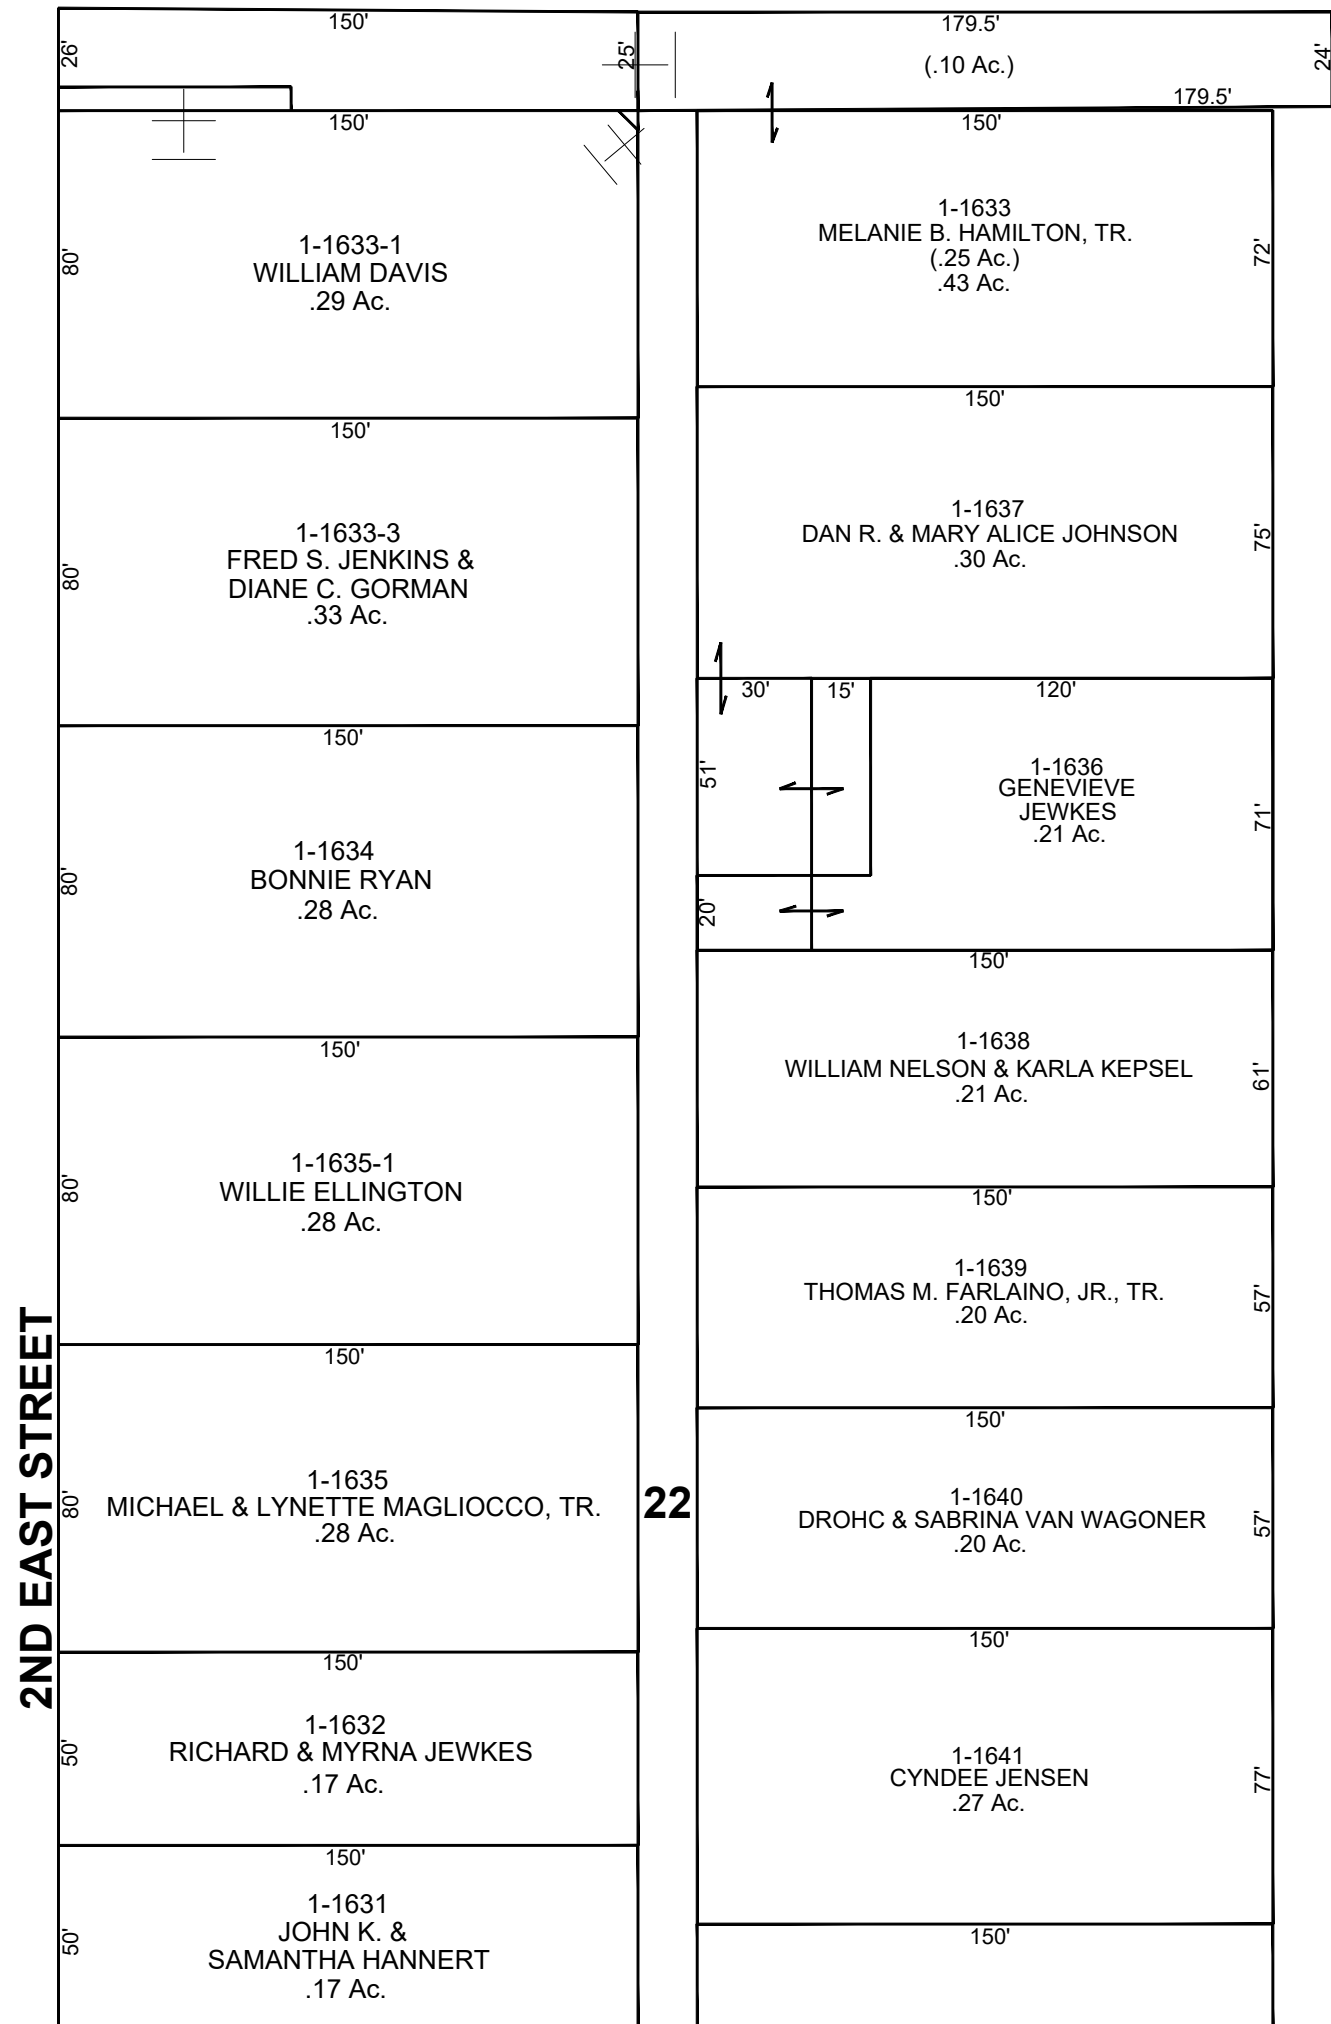 150'
26'
25'
179.5'
(.10 Ac.)
24'
179.5'
150'
80'
1-1633-1
WILLIAM DAVIS
.29 Ac.
150'
80'
1-1633-3
FRED S. JENKINS &
DIANE C. GORMAN
.33 Ac.
150'
80'
1-1634
BONNIE RYAN
.28 Ac.
150'
80'
1-1635-1
WILLIE ELLINGTON
.28 Ac.
150'
80'
1-1635
MICHAEL & LYNETTE MAGLIOCCO, TR.
.28 Ac.
150'
50'
1-1632
RICHARD & MYRNA JEWKES
.17 Ac.
150'
50'
1-1631
JOHN K. &
SAMANTHA HANNERT
.17 Ac.
2ND EAST STREET
22
150'
1-1633
MELANIE B. HAMILTON, TR.
(.25 Ac.)
.43 Ac.
72'
150'
1-1637
DAN R. & MARY ALICE JOHNSON
.30 Ac.
75'
30'
15'
120'
51'
20'
1-1636
GENEVIEVE
JEWKES
.21 Ac.
71'
150'
1-1638
WILLIAM NELSON & KARLA KEPSEL
.21 Ac.
61'
150'
1-1639
THOMAS M. FARLAINO, JR., TR.
.20 Ac.
57'
150'
1-1640
DROHC & SABRINA VAN WAGONER
.20 Ac.
57'
150'
1-1641
CYNDEE JENSEN
.27 Ac.
77'
150'